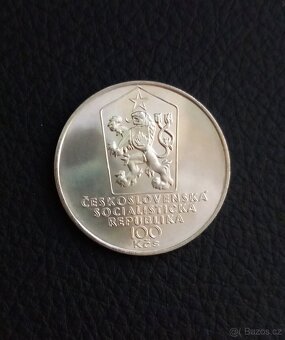 ČESKOSLOVENSKÁ
SOCIALISTICKÁ
REPUBLIKA
100
Kčs
Bazos.cz